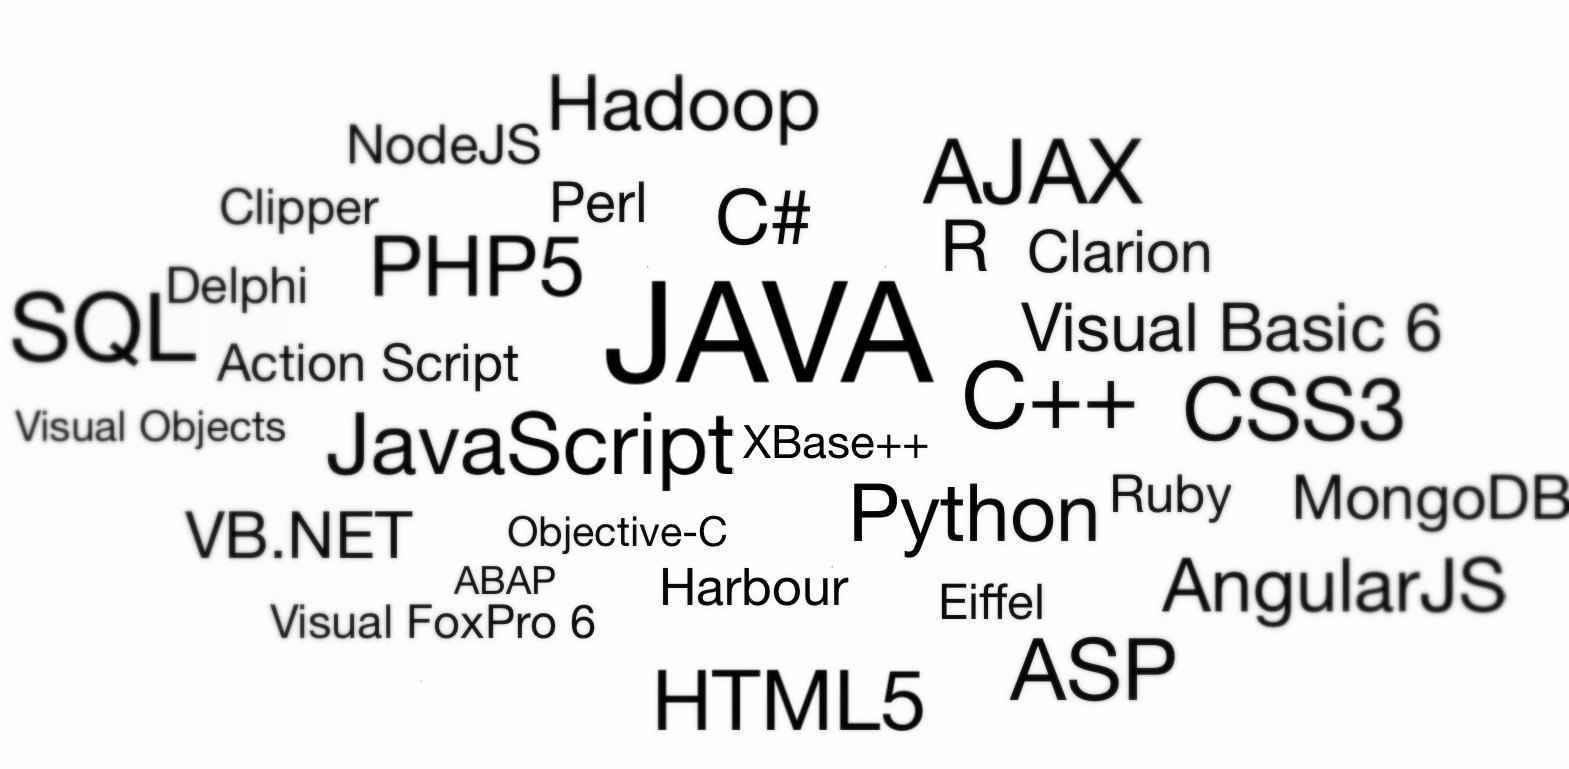 Hadoop
NodeJS
AJAX
Clipper
Perl
C#
R
Clarion
PHP5
Delphi
SQL
JAVA
Visual Basic 6
Action Script
C++
CSS3
Visual Objects
JavaScript
XBase++
Python
Ruby
MongoDB
VB.NET
Objective-C
ABAP
Harbour
Eiffel
AngularJS
Visual FoxPro 6
ASP
HTML5